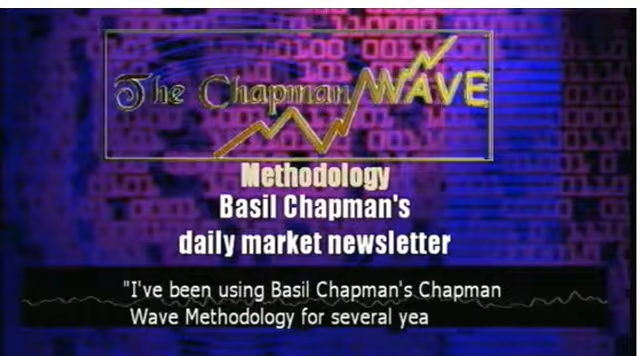 The Chapman WAVE
Methodology
Basil Chapman's
daily market newsletter
"I've been using Basil Chapman's Chapman
Wave Methodology for several yea